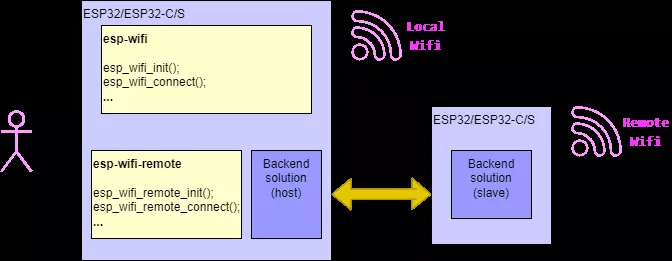 ESP32/ESP32-C/S
esp-wifi
esp_wifi_init();
esp_wifi_connect();
...
Local
Wifi
ESP32/ESP32-C/S
Remote
Wifi
esp-wifi-remote
esp_wifi_remote_init();
esp_wifi_remote_connect();
...
Backend
solution
(host)
Backend
solution
(slave)